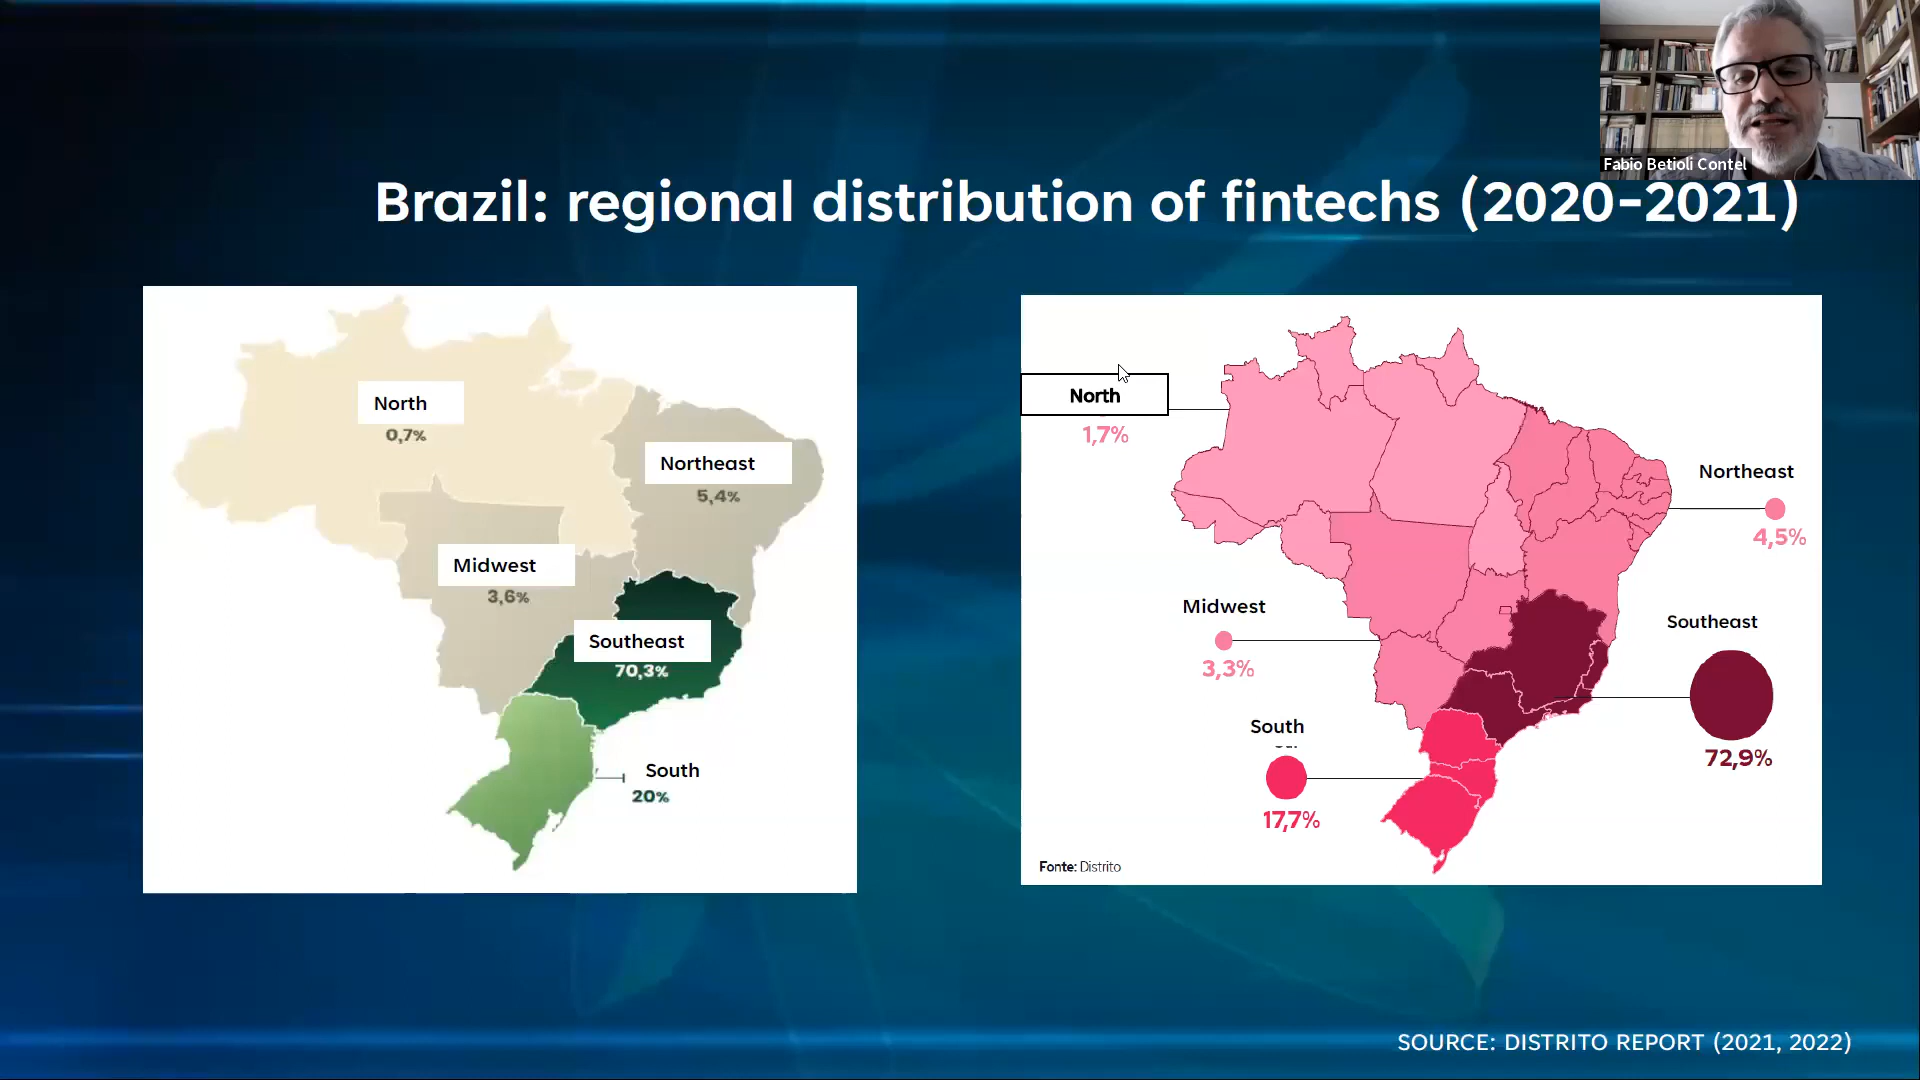 Fabio Betioli Contel
Brazil: regional distribution of fintechs (2020-2021)
North
0,7%
Northeast
5,4%
Midwest
3,6%
Southeast
70,3%
South
20%
North
1,7%
Northeast
4,5%
Midwest
3,3%
Southeast
72,9%
South
17,7%
Fonte: Distrito
SOURCE: DISTRITO REPORT (2021, 2022)